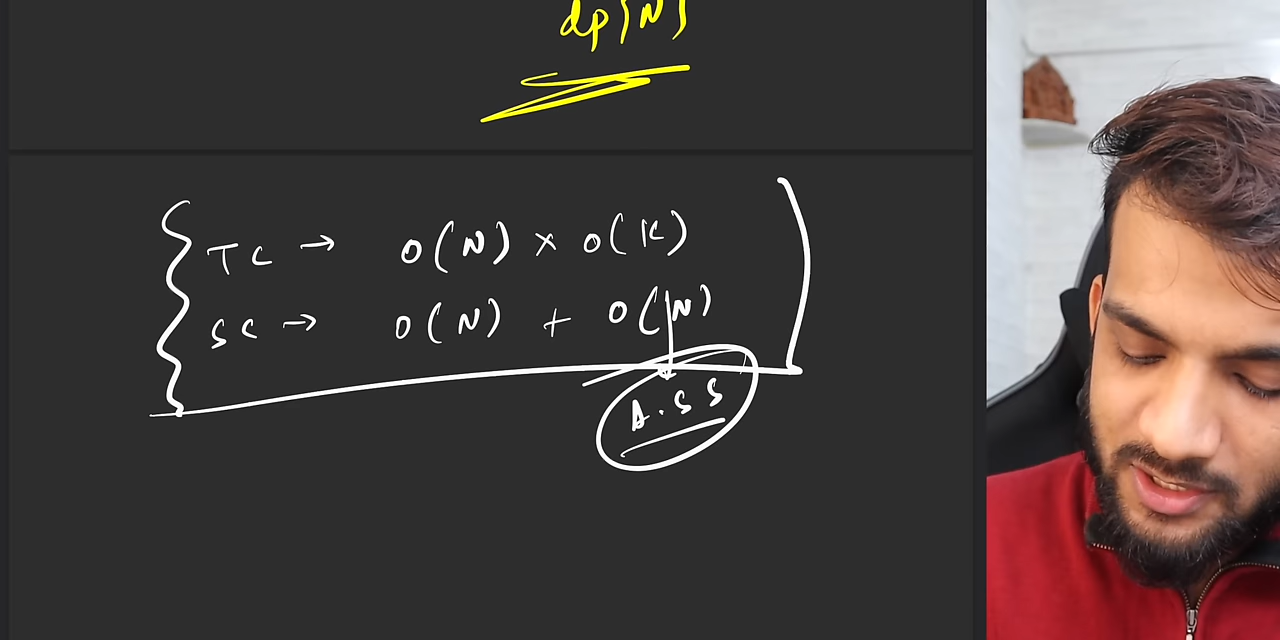 dp[N]
TC → O(N) × O(K)
SC → O(N) + O(N)
A.S S